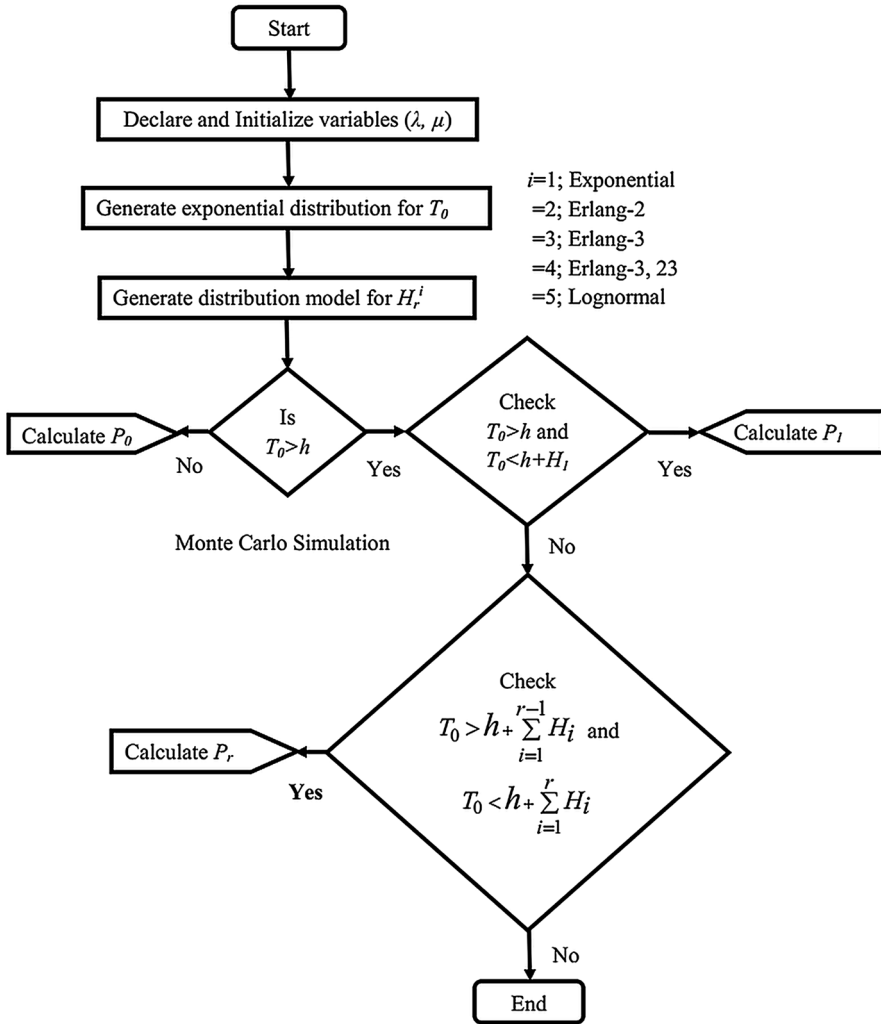 Start
Declare and Initialize variables (λ, μ)
Generate exponential distribution for T₀
Generate distribution model for Hᵣⁱ
i=1; Exponential
=2; Erlang-2
=3; Erlang-3
=4; Erlang-3, 23
=5; Lognormal
Calculate P₀
No
Is
T₀>h
Yes
Check
T₀>h and
T₀<h+H₁
Yes
Calculate P₁
Monte Carlo Simulation
No
Check
T₀ > h + ∑_{i=1}^{r−1} Hᵢ and
T₀ < h + ∑_{i=1}^{r} Hᵢ
Calculate Pᵣ
Yes
No
End